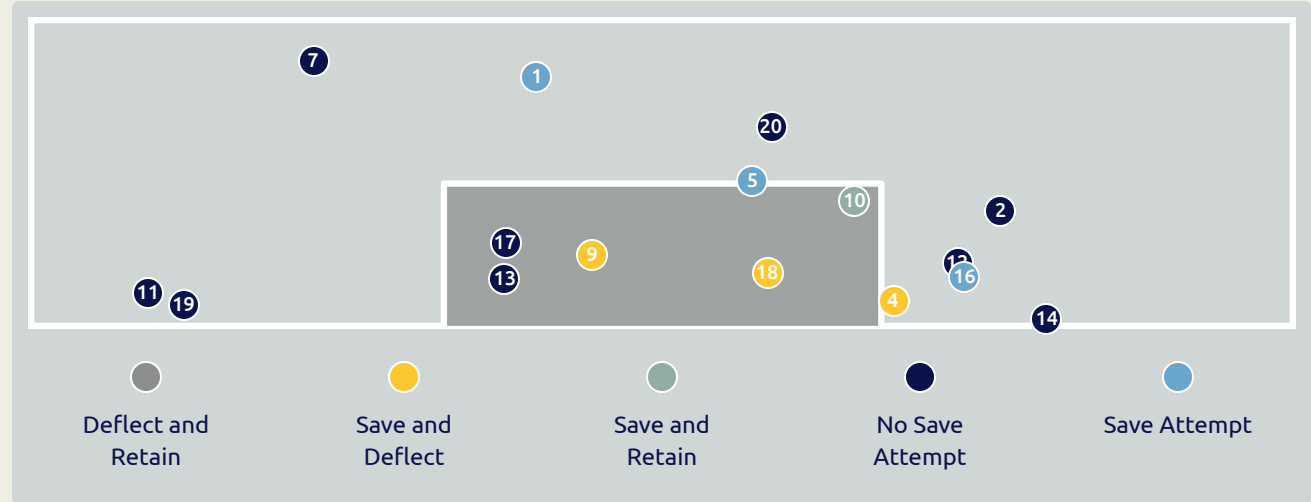 7
1
20
5
10
2
17
9
13
18
16
11
19
4
14
Deflect and
Retain
Save and
Deflect
Save and
Retain
No Save
Attempt
Save Attempt